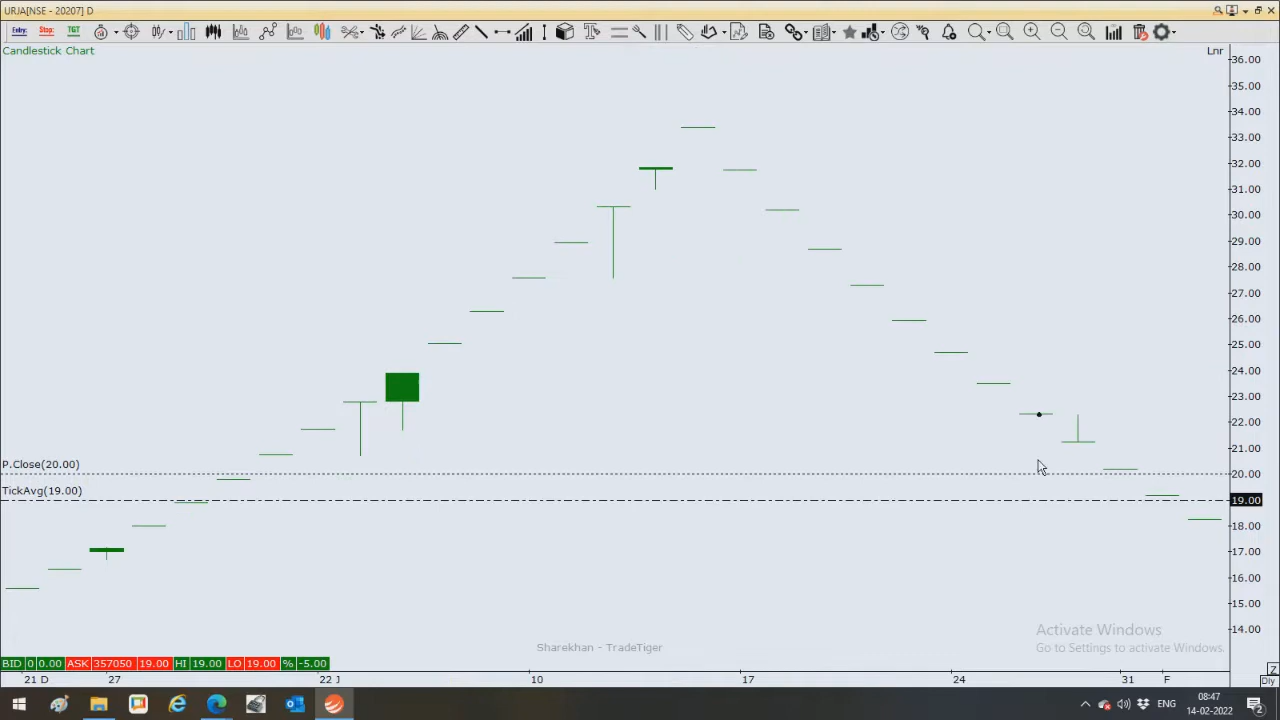 URJA[NSE - 20207] D
Entry: Stop: TGT
Candlestick Chart
Lnr
36.00
35.00
34.00
33.00
32.00
31.00
30.00
29.00
28.00
27.00
26.00
25.00
24.00
23.00
22.00
21.00
P.Close(20.00)
20.00
TickAvg(19.00)
19.00
18.00
17.00
16.00
15.00
14.00
Activate Windows
Go to Settings to activate Windows.
Sharekhan - TradeTiger
BID 0 0.00 ASK 357050 19.00 HI 19.00 LO 19.00 % -5.00
Z
21 D 27 22 J 10 17 24 31 F
Dly
08:47
ENG
14-02-2022
2